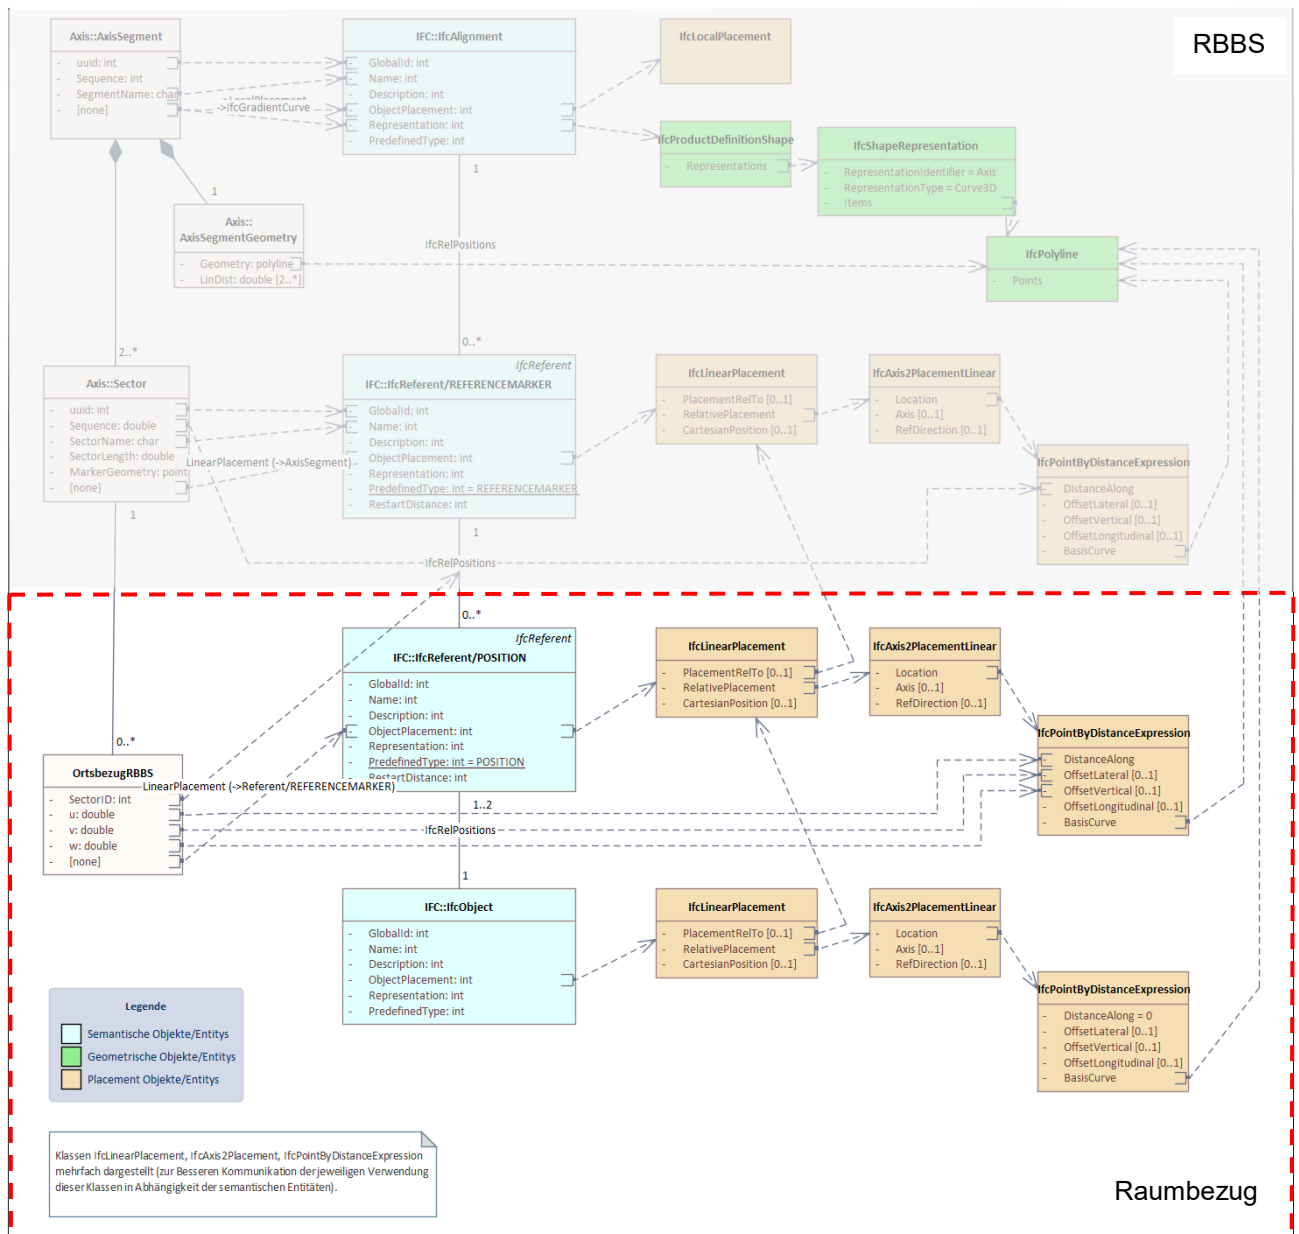 RBBS
Axis::AxisSegment
- uuid: int
- Sequence: int
- SegmentName: char
- [none]
->IfcGradientCurve
IFC::IfcAlignment
- GlobalId: int
- Name: int
- Description: int
- ObjectPlacement: int
- Representation: int
- PredefinedType: int
IfcLocalPlacement
IfcProductDefinitionShape
- Representations
IfcShapeRepresentation
- RepresentationIdentifier = Axis
- RepresentationType = Curve3D
- Items
1
1
Axis::
AxisSegmentGeometry
- Geometry: polyline
- LinDist: double [2..*]
IfcRelPositions
IfcPolyline
- Points
2..*
0..*
Axis::Sector
- uuid: int
- Sequence: double
- SectorName: char
- SectorLength: double
- MarkerGeometry: point
- [none]
LinearPlacement (->AxisSegment)
IfcReferent
IFC::IfcReferent/REFERENCEMARKER
- GlobalId: int
- Name: int
- Description: int
- ObjectPlacement: int
- Representation: int
- PredefinedType: int = REFERENCEMARKER
- RestartDistance: int
IfcLinearPlacement
- PlacementRelTo [0..1]
- RelativePlacement
- CartesianPosition [0..1]
IfcAxis2PlacementLinear
- Location
- Axis [0..1]
- RefDirection [0..1]
IfcPointByDistanceExpression
- DistanceAlong
- OffsetLateral [0..1]
- OffsetVertical [0..1]
- OffsetLongitudinal [0..1]
- BasisCurve
1
1
IfcRelPositions
0..*
IfcReferent
IFC::IfcReferent/POSITION
- GlobalId: int
- Name: int
- Description: int
- ObjectPlacement: int
- Representation: int
- PredefinedType: int = POSITION
- RestartDistance: int
IfcLinearPlacement
- PlacementRelTo [0..1]
- RelativePlacement
- CartesianPosition [0..1]
IfcAxis2PlacementLinear
- Location
- Axis [0..1]
- RefDirection [0..1]
IfcPointByDistanceExpression
- DistanceAlong
- OffsetLateral [0..1]
- OffsetVertical [0..1]
- OffsetLongitudinal [0..1]
- BasisCurve
0..*
OrtsbezugRBBS
- SectorID: int
- u: double
- v: double
- w: double
- [none]
LinearPlacement (->Referent/REFERENCEMARKER)
1..2
IfcRelPositions
1
IFC::IfcObject
- GlobalId: int
- Name: int
- Description: int
- ObjectPlacement: int
- Representation: int
- PredefinedType: int
IfcLinearPlacement
- PlacementRelTo [0..1]
- RelativePlacement
- CartesianPosition [0..1]
IfcAxis2PlacementLinear
- Location
- Axis [0..1]
- RefDirection [0..1]
IfcPointByDistanceExpression
- DistanceAlong = 0
- OffsetLateral [0..1]
- OffsetVertical [0..1]
- OffsetLongitudinal [0..1]
- BasisCurve
Legende
Semantische Objekte/Entitys
Geometrische Objekte/Entitys
Placement Objekte/Entitys
Klassen IfcLinearPlacement, IfcAxis2Placement, IfcPointByDistanceExpression
mehrfach dargestellt (zur Besseren Kommunikation der jeweiligen Verwendung
dieser Klassen in Abhängigkeit der semantischen Entitäten).
Raumbezug